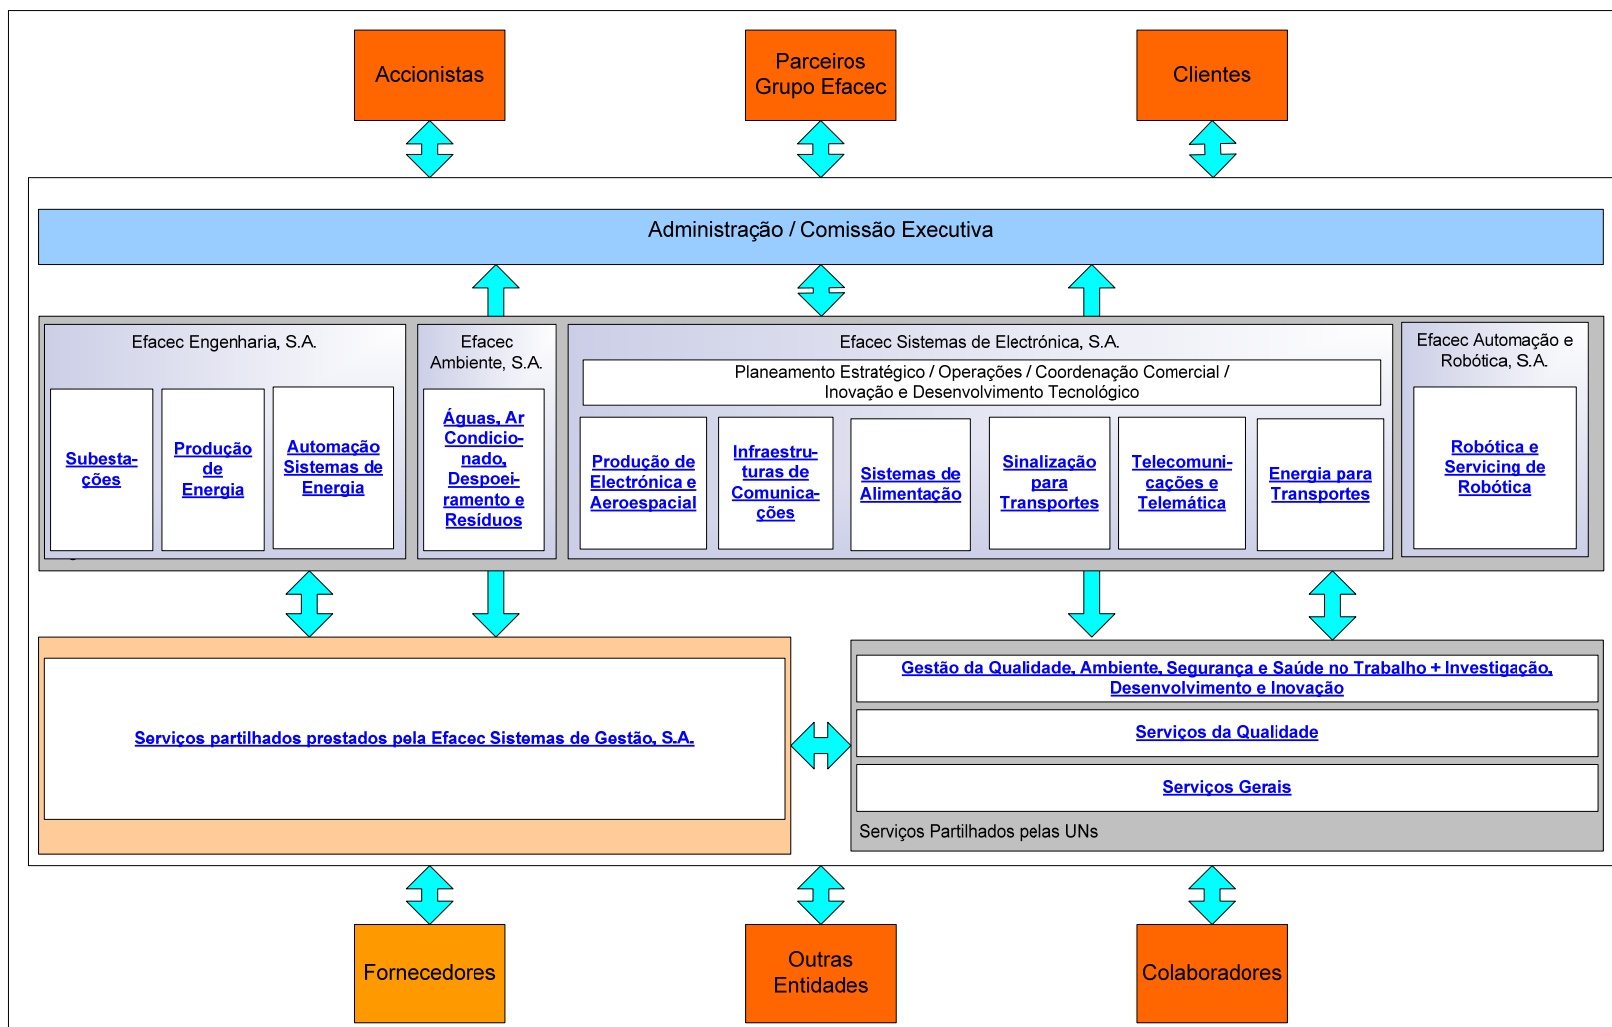 Accionistas
Parceiros
Grupo Efacec
Clientes
Administração / Comissão Executiva
Efacec Engenharia, S.A.
Subesta-
ções
Produção
de
Energia
Automação
Sistemas de
Energia
Efacec
Ambiente, S.A.
Águas, Ar
Condicio-
nado,
Despoei-
ramento e
Resíduos
Efacec Sistemas de Electrónica, S.A.
Planeamento Estratégico / Operações / Coordenação Comercial /
Inovação e Desenvolvimento Tecnológico
Produção de
Electrónica e
Aeroespacial
Infraestru-
turas de
Comunica-
ções
Sistemas de
Alimentação
Sinalização
para
Transportes
Telecomuni-
cações e
Telemática
Energia para
Transportes
Efacec Automação e
Robótica, S.A.
Robótica e
Servicing de
Robótica
Serviços partilhados prestados pela Efacec Sistemas de Gestão, S.A.
Gestão da Qualidade, Ambiente, Segurança e Saúde no Trabalho + Investigação,
Desenvolvimento e Inovação
Serviços da Qualidade
Serviços Gerais
Serviços Partilhados pelas UNs
Fornecedores
Outras
Entidades
Colaboradores